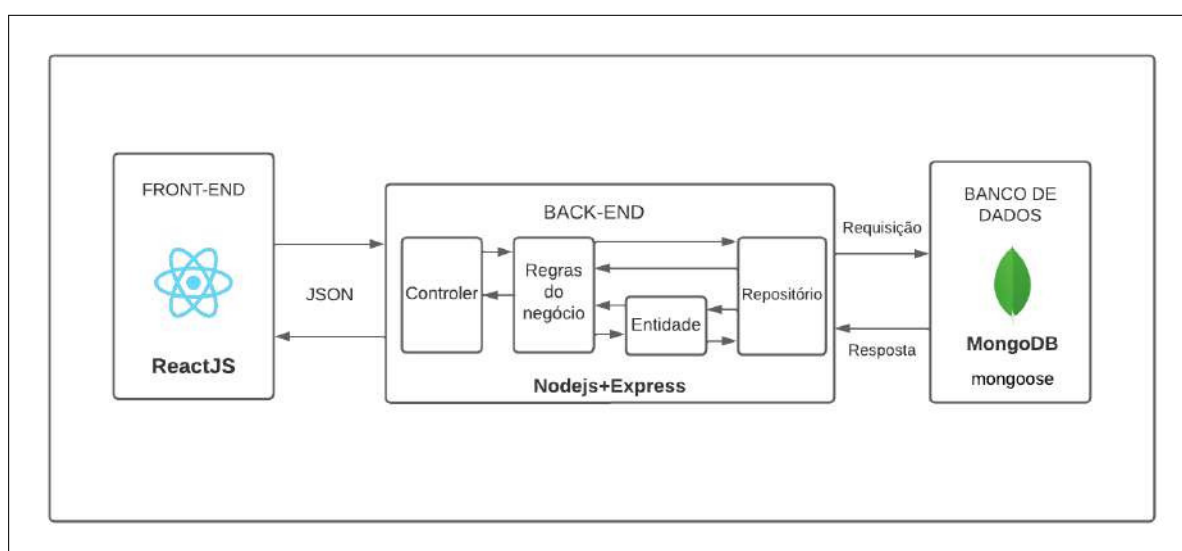 FRONT-END
ReactJS
JSON
BACK-END
Controler
Regras
do
negócio
Entidade
Repositório
Nodejs+Express
Requisição
Resposta
BANCO DE
DADOS
MongoDB
mongoose